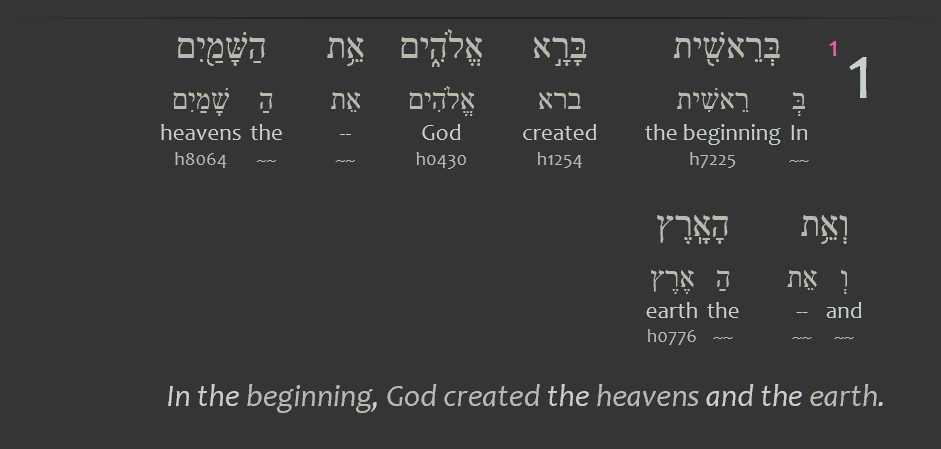 1 1 בְּרֵאשִׁ֖ית בָּרָ֣א אֱלֹהִ֑ים אֵ֥ת הַשָּׁמַ֖יִם
בְּ רֵאשִׁית ברא אֱלֹהִים אֵת הַ שָׁמַיִם
heavens the -- God created the beginning In
h8064 ~~ ~~ h0430 h1254 h7225 ~~
וְאֵ֥ת הָאָֽרֶץ
וְ אֵת הַ אֶרֶץ
earth the -- and
h0776 ~~ ~~ ~~
In the beginning, God created the heavens and the earth.